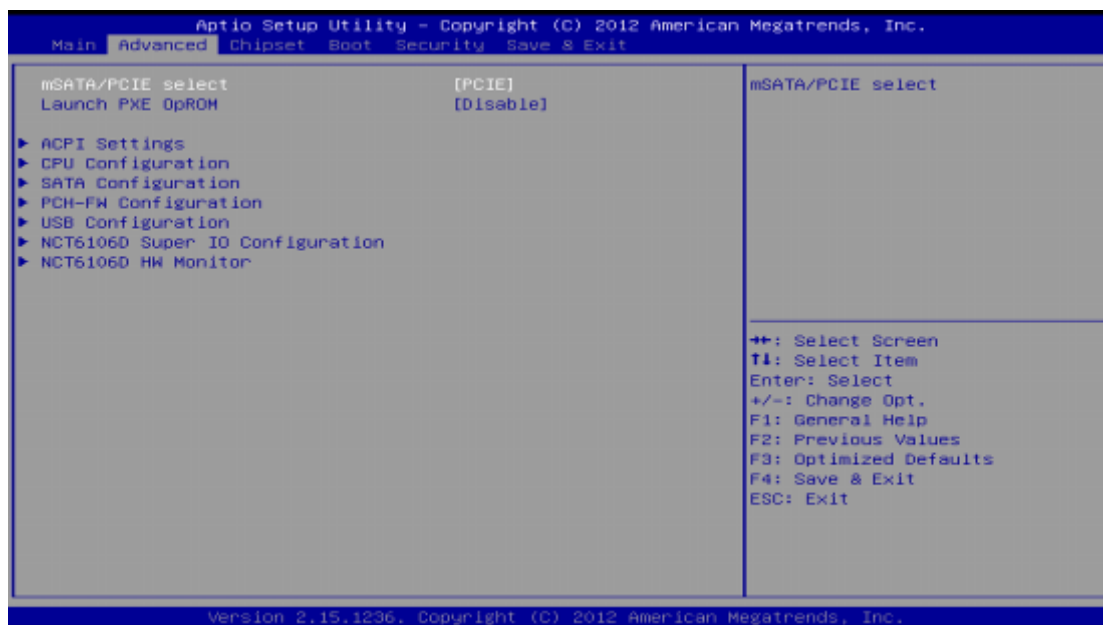 Aptio Setup Utility – Copyright (C) 2012 American Megatrends, Inc.
Main Advanced Chipset Boot Security Save & Exit
mSATA/PCIE select [PCIE]
Launch PXE OpROM [Disable]
► ACPI Settings
► CPU Configuration
► SATA Configuration
► PCH-FW Configuration
► USB Configuration
► NCT6106D Super IO Configuration
► NCT6106D HW Monitor
mSATA/PCIE select
→←: Select Screen
↑↓: Select Item
Enter: Select
+/-: Change Opt.
F1: General Help
F2: Previous Values
F3: Optimized Defaults
F4: Save & Exit
ESC: Exit
Version 2.15.1236. Copyright (C) 2012 American Megatrends, Inc.